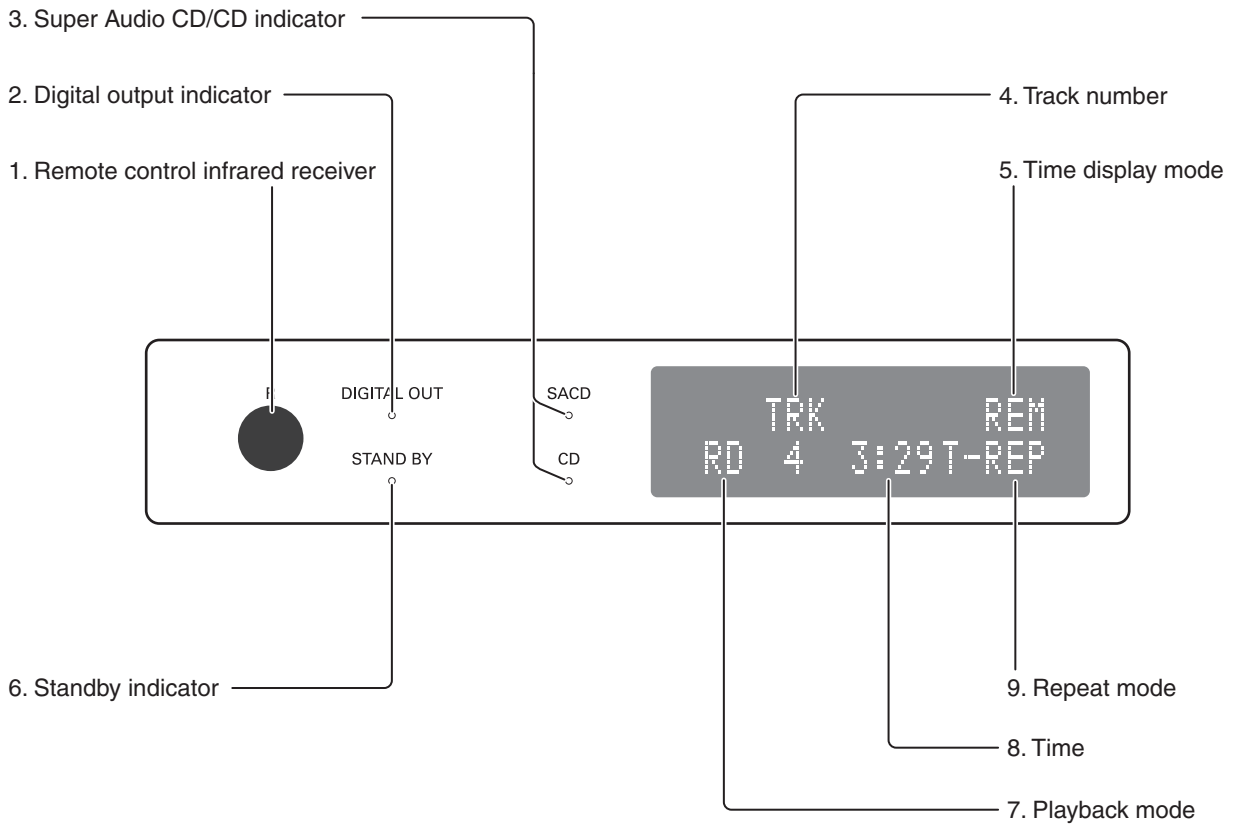 3. Super Audio CD/CD indicator
2. Digital output indicator
4. Track number
1. Remote control infrared receiver
5. Time display mode
DIGITAL OUT
SACD
TRK
REM
STAND BY
CD
RD 4 3:29T-REP
6. Standby indicator
9. Repeat mode
8. Time
7. Playback mode